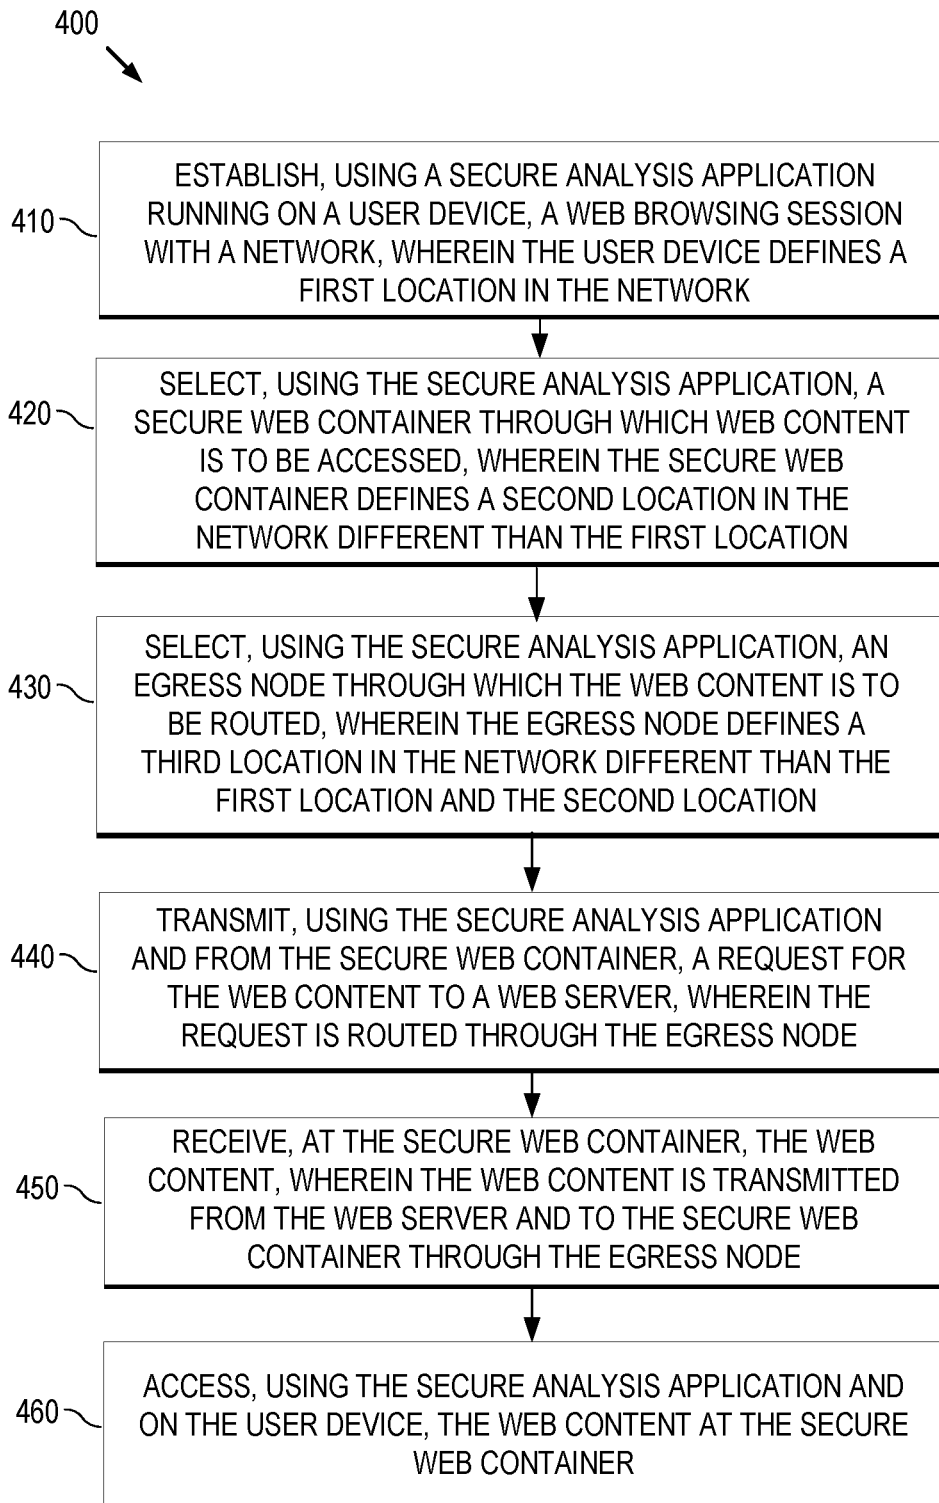 400
410
ESTABLISH, USING A SECURE ANALYSIS APPLICATION
RUNNING ON A USER DEVICE, A WEB BROWSING SESSION
WITH A NETWORK, WHEREIN THE USER DEVICE DEFINES A
FIRST LOCATION IN THE NETWORK
420
SELECT, USING THE SECURE ANALYSIS APPLICATION, A
SECURE WEB CONTAINER THROUGH WHICH WEB CONTENT
IS TO BE ACCESSED, WHEREIN THE SECURE WEB
CONTAINER DEFINES A SECOND LOCATION IN THE
NETWORK DIFFERENT THAN THE FIRST LOCATION
430
SELECT, USING THE SECURE ANALYSIS APPLICATION, AN
EGRESS NODE THROUGH WHICH THE WEB CONTENT IS TO
BE ROUTED, WHEREIN THE EGRESS NODE DEFINES A
THIRD LOCATION IN THE NETWORK DIFFERENT THAN THE
FIRST LOCATION AND THE SECOND LOCATION
440
TRANSMIT, USING THE SECURE ANALYSIS APPLICATION
AND FROM THE SECURE WEB CONTAINER, A REQUEST FOR
THE WEB CONTENT TO A WEB SERVER, WHEREIN THE
REQUEST IS ROUTED THROUGH THE EGRESS NODE
450
RECEIVE, AT THE SECURE WEB CONTAINER, THE WEB
CONTENT, WHEREIN THE WEB CONTENT IS TRANSMITTED
FROM THE WEB SERVER AND TO THE SECURE WEB
CONTAINER THROUGH THE EGRESS NODE
460
ACCESS, USING THE SECURE ANALYSIS APPLICATION AND
ON THE USER DEVICE, THE WEB CONTENT AT THE SECURE
WEB CONTAINER